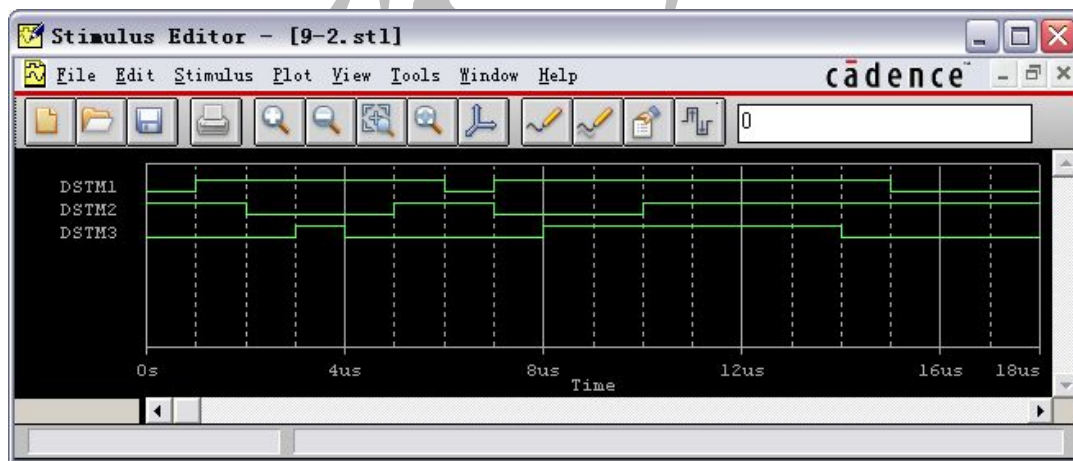 Stimulus Editor - [9-2.stl]
File Edit Stimulus Plot View Tools Window Help cādence™
0
DSTM1
DSTM2
DSTM3
0s 4us 8us 12us 16us 18us
Time